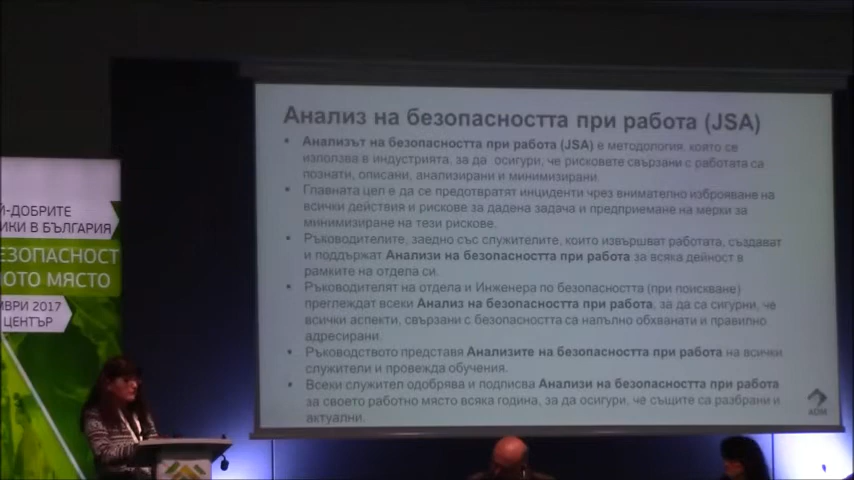 Анализ на безопасността при работа (JSA)
• Анализът на безопасността при работа (JSA) е методология, която се
използва в индустрията, за да осигури, че рисковете свързани с работата са
познати, описани, анализирани и минимизирани.
• Главната цел е да се предотвратят инциденти чрез внимателно изброяване на
всички действия и рискове за дадена задача и предприемане на мерки за
минимизиране на тези рискове.
• Ръководителите, заедно със служителите, които извършват работата, създават
и поддържат Анализи на безопасността при работа за всяка дейност в
рамките на отдела си.
• Ръководителят на отдела и Инженера по безопасността (при поискване)
преглеждат всеки Анализ на безопасността при работа, за да са сигурни, че
всички аспекти, свързани с безопасността са напълно обхванати и правилно
адресирани.
• Ръководството представя Анализите на безопасността при работа на всички
служители и провежда обучения.
• Всеки служител одобрява и подписва Анализи на безопасността при работа
за своето работно място всяка година, за да осигури, че същите са разбрани и
актуални.
ADM
Й-ДОБРИТЕ
ИКИ В БЪЛГАРИЯ
ЕЗОПАСНОСТ
ОТО МЯСТО
МВРИ 2017
ЦЕНТЪР